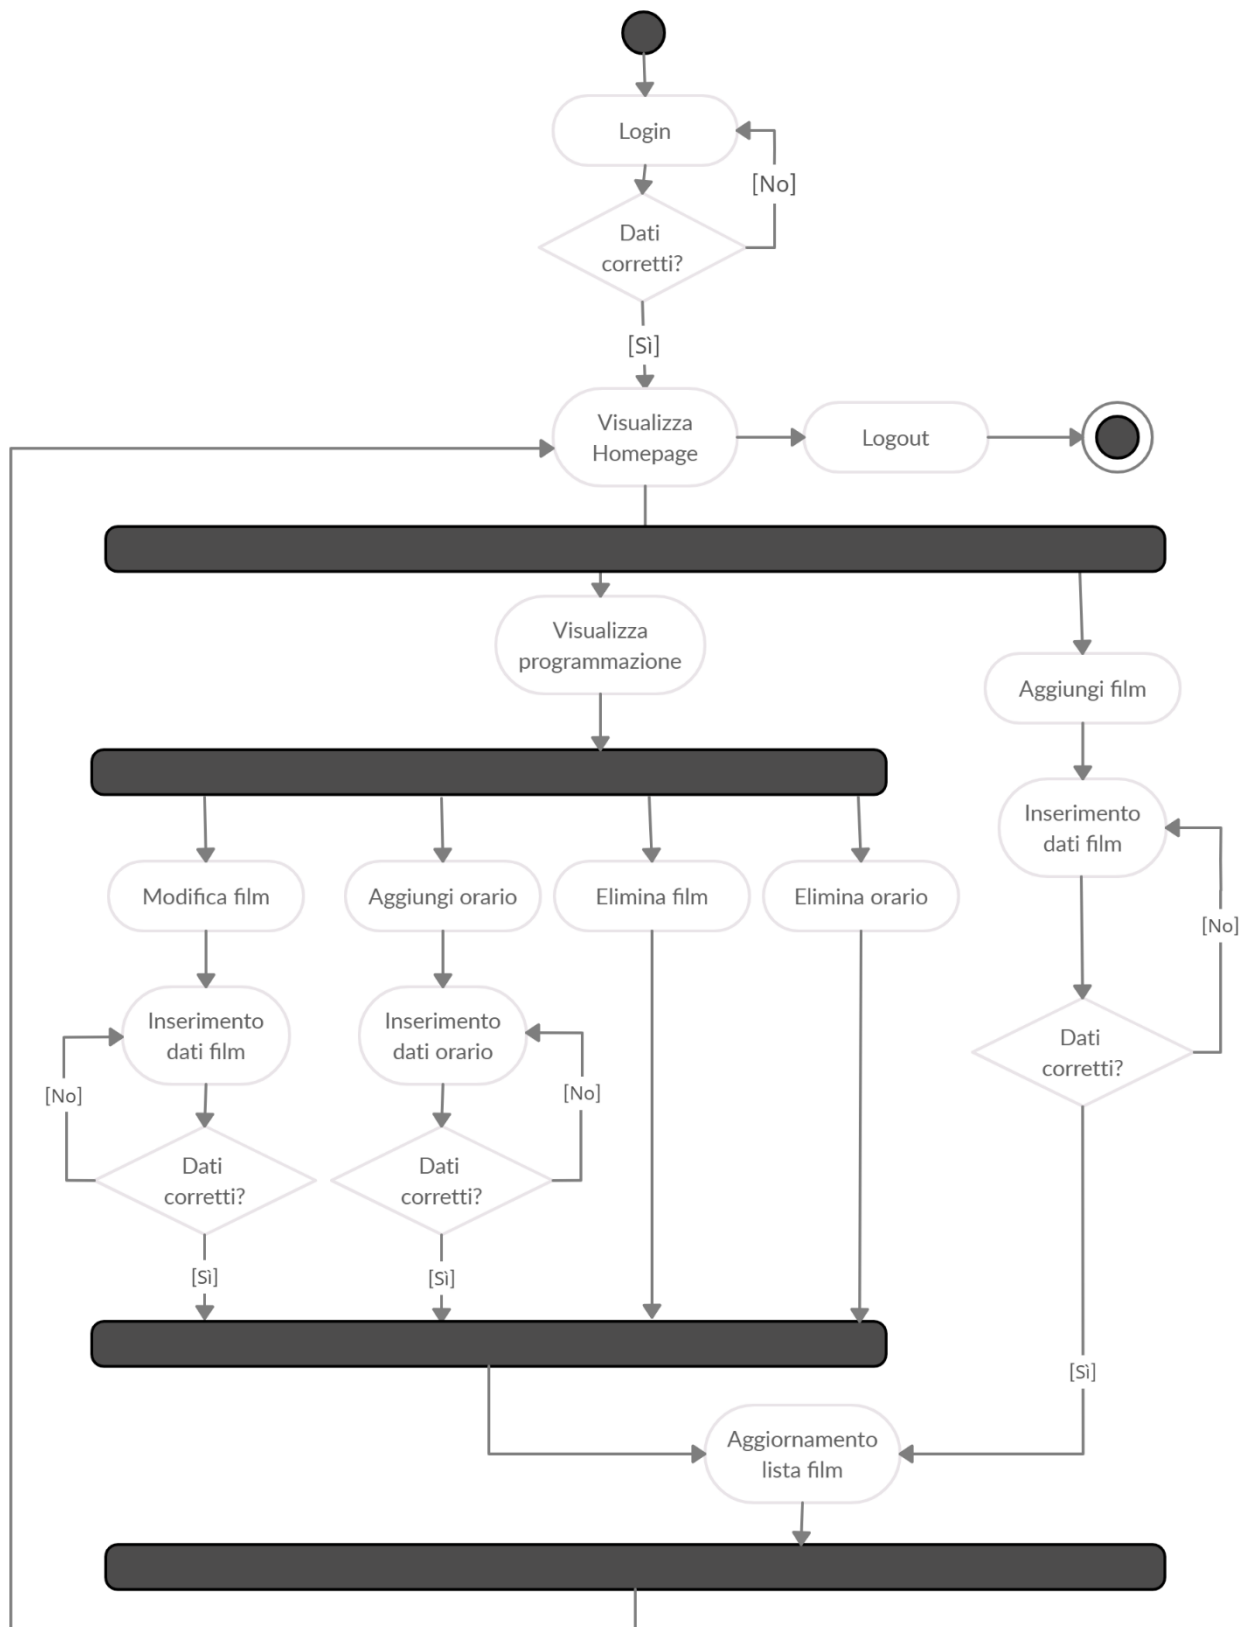 Login
[No]
Dati
corretti?
[Sì]
Visualizza
Homepage
Logout
Visualizza
programmazione
Aggiungi film
Inserimento
dati film
[No]
Modifica film
Aggiungi orario
Elimina film
Elimina orario
Inserimento
dati film
Inserimento
dati orario
Dati
corretti?
[No]
[No]
Dati
corretti?
Dati
corretti?
[Sì]
[Sì]
[Sì]
Aggiornamento
lista film